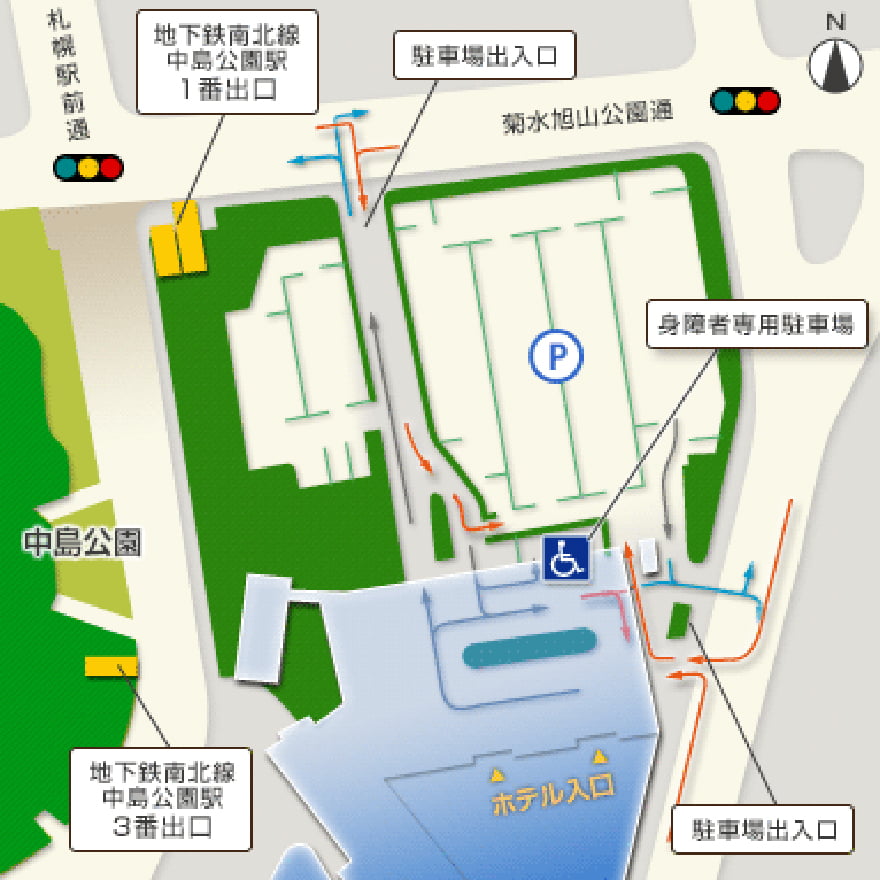 札幌駅前通
地下鉄南北線
中島公園駅
1番出口
駐車場出入口
N
菊水旭山公園通
身障者専用駐車場
P
中島公園
地下鉄南北線
中島公園駅
3番出口
ホテル入口
駐車場出入口